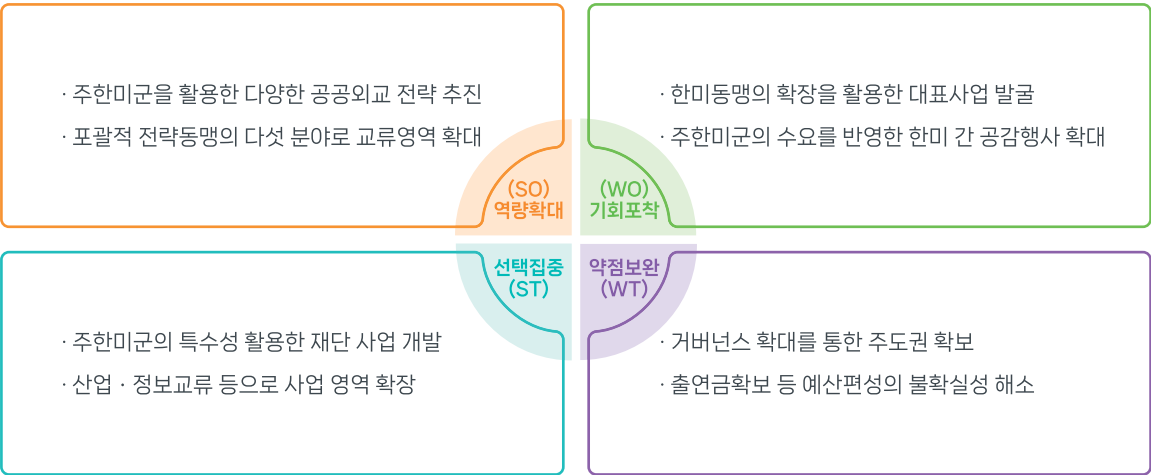 · 주한미군을 활용한 다양한 공공외교 전략 추진
· 포괄적 전략동맹의 다섯 분야로 교류영역 확대
(SO)
역량확대
· 한미동맹의 확장을 활용한 대표사업 발굴
· 주한미군의 수요를 반영한 한미 간 공감행사 확대
(WO)
기회포착
선택집중
(ST)
· 주한미군의 특수성 활용한 재단 사업 개발
· 산업 · 정보교류 등으로 사업 영역 확장
약점보완
(WT)
· 거버넌스 확대를 통한 주도권 확보
· 출연금확보 등 예산편성의 불확실성 해소